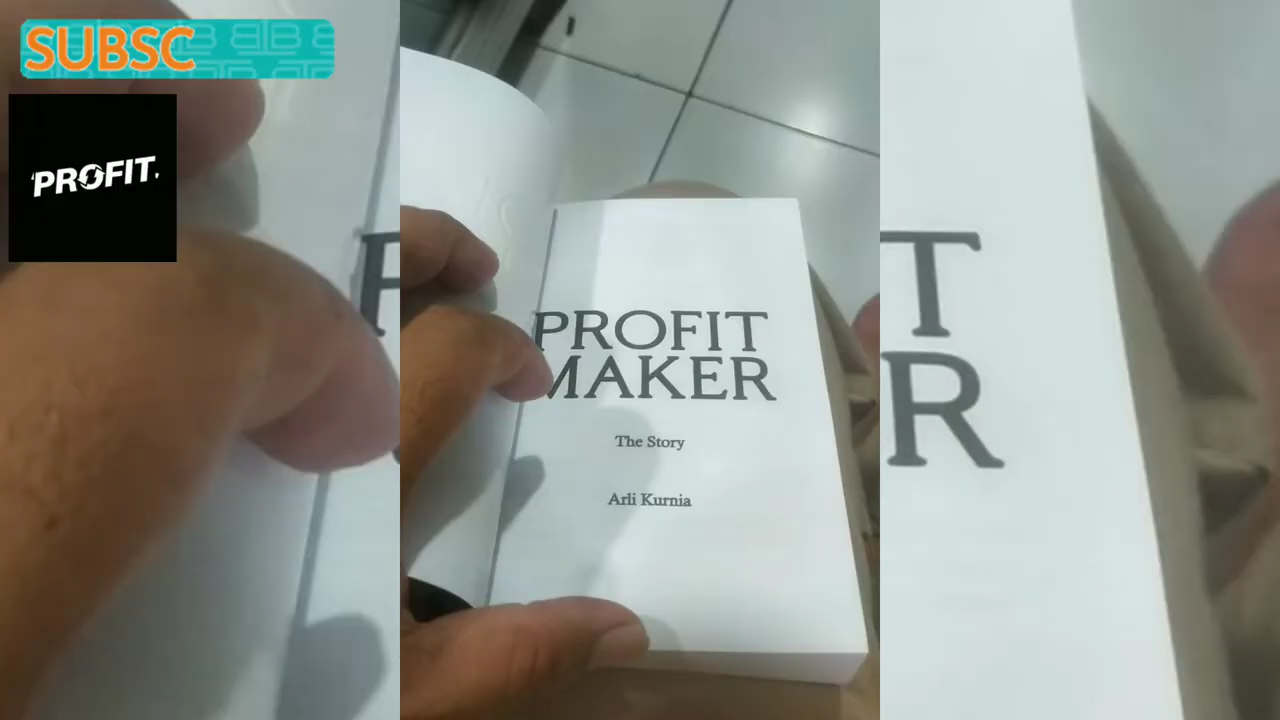 SUBSC
'PROFIT,
PROFIT
MAKER
The Story
Arli Kurnia
T
R